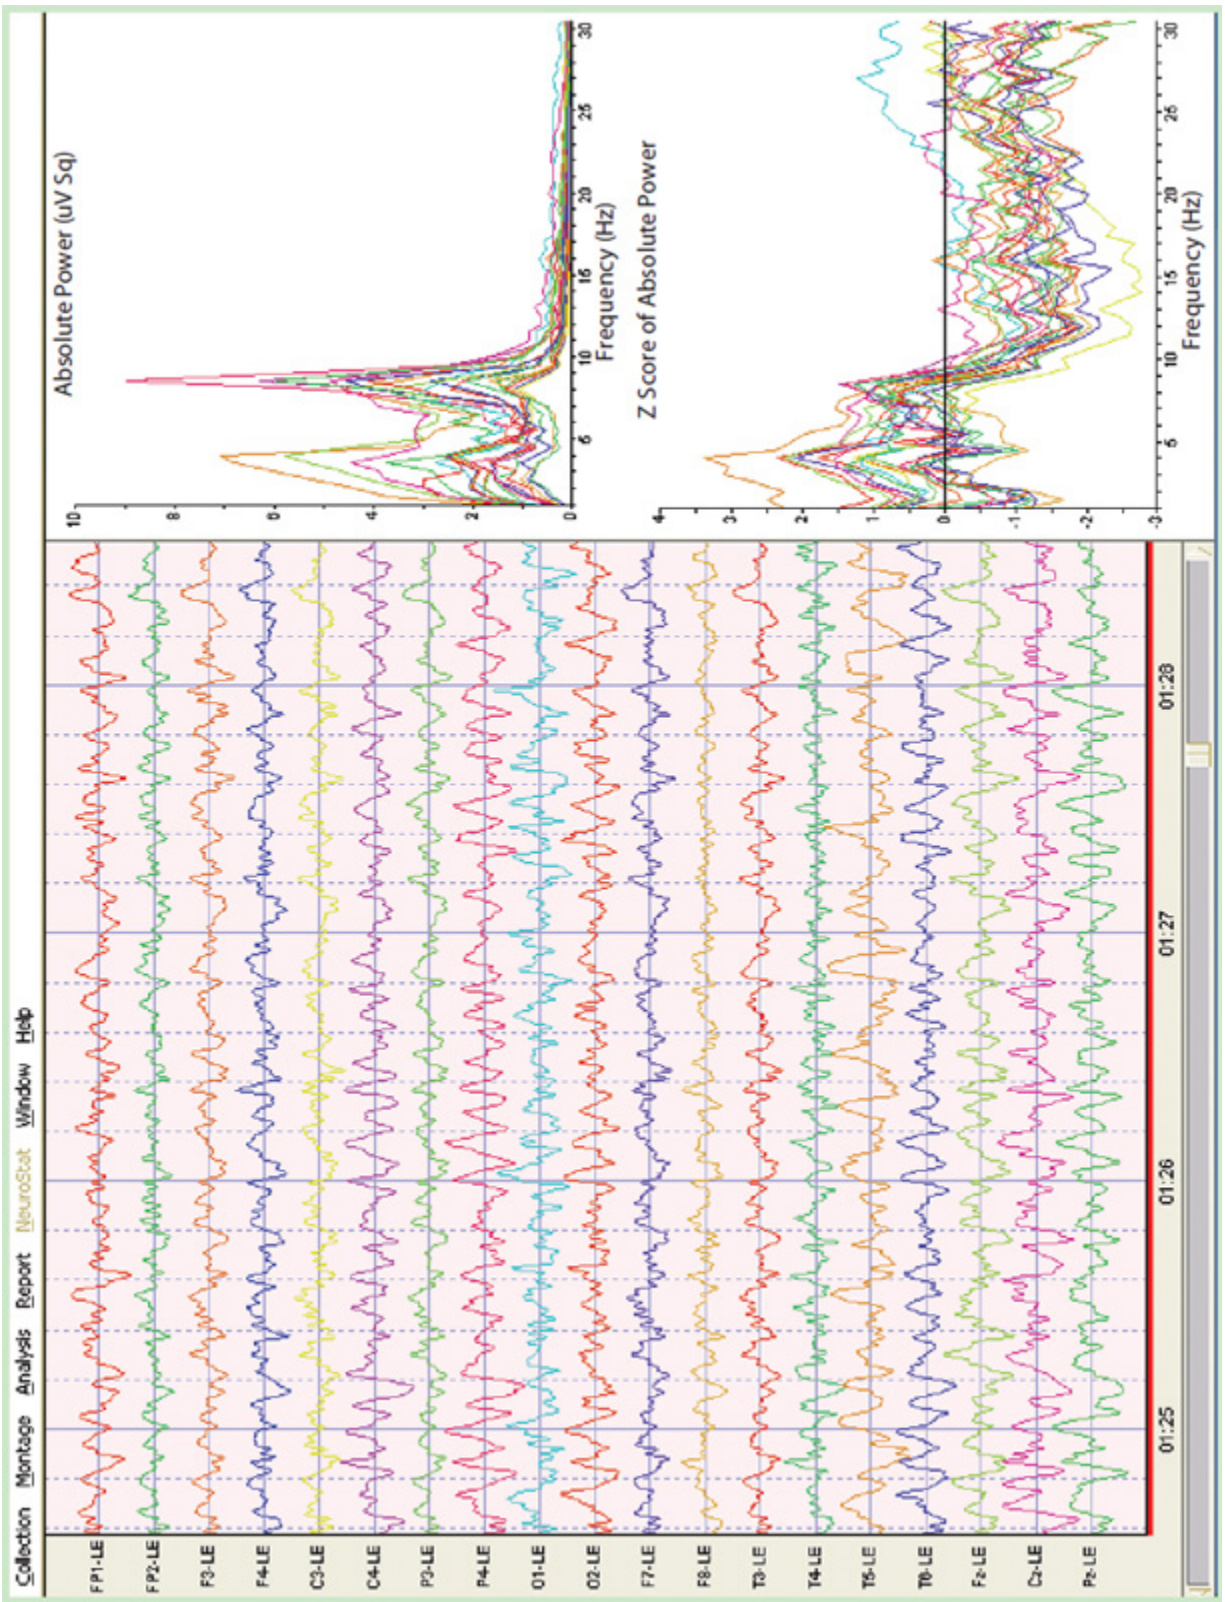 Collection Montage Analysis Report NeuroStat Window Help
FP1-LE
FP2-LE
F3-LE
F4-LE
C3-LE
C4-LE
P3-LE
P4-LE
O1-LE
O2-LE
F7-LE
F8-LE
T3-LE
T4-LE
T5-LE
T6-LE
Fz-LE
Cz-LE
Pz-LE
01:25 01:26 01:27 01:28
Absolute Power (uV Sq)
10
8
6
4
2
0
5 10 15 20 25 30
Frequency (Hz)
Z Score of Absolute Power
4
3
2
1
0
-1
-2
-3
5 10 15 20 25 30
Frequency (Hz)